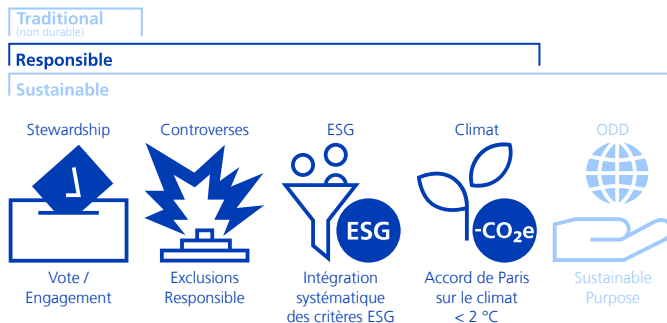 Traditional
(non durable)
Responsible
Sustainable
Stewardship
Controverses
ESG
Climat
ODD
ESG
-CO₂e
Vote /
Engagement
Exclusions
Responsible
Intégration
systématique
des critères ESG
Accord de Paris
sur le climat
< 2 °C
Sustainable
Purpose